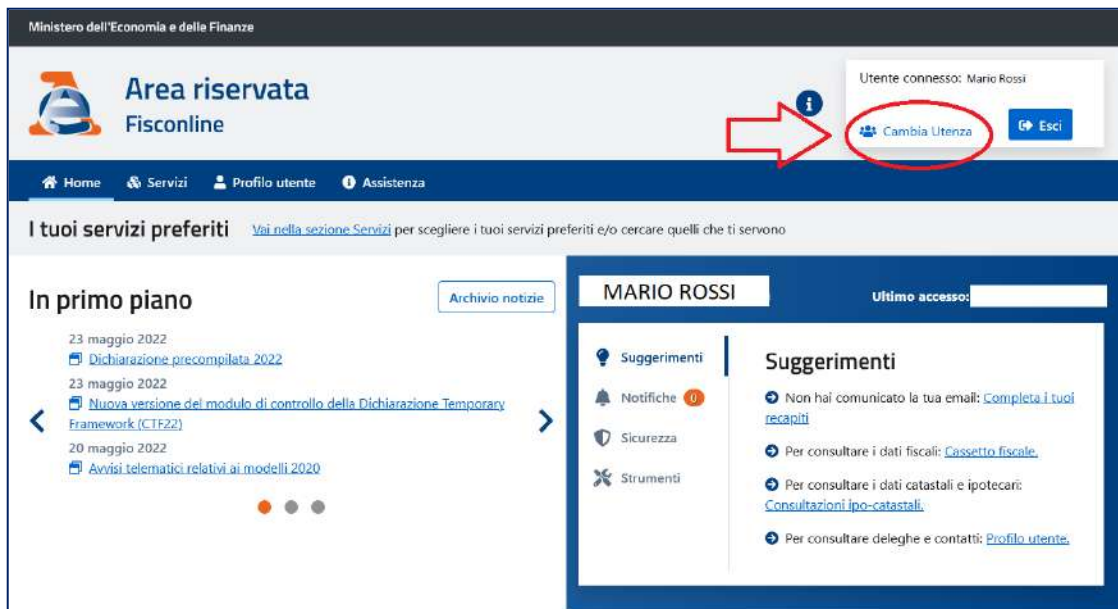 Ministero dell'Economia e delle Finanze
Area riservata
Fisconline
Utente connesso: Mario Rossi
Cambia Utenza
Esci
Home Servizi Profilo utente Assistenza
I tuoi servizi preferiti Vai nella sezione Servizi per scegliere i tuoi servizi preferiti e/o cercare quelli che ti servono
In primo piano
Archivio notizie
23 maggio 2022
Dichiarazione precompilata 2022
23 maggio 2022
Nuova versione del modulo di controllo della Dichiarazione Temporary
Framework (CTF22)
20 maggio 2022
Avvisi telematici relativi ai modelli 2020
MARIO ROSSI
Ultimo accesso:
Suggerimenti
Notifiche 0
Sicurezza
Strumenti
Suggerimenti
Non hai comunicato la tua email: Completa i tuoi
recapiti
Per consultare i dati fiscali: Cassetto fiscale.
Per consultare i dati catastali e ipotecari:
Consultazioni ipo-catastali.
Per consultare deleghe e contatti: Profilo utente.